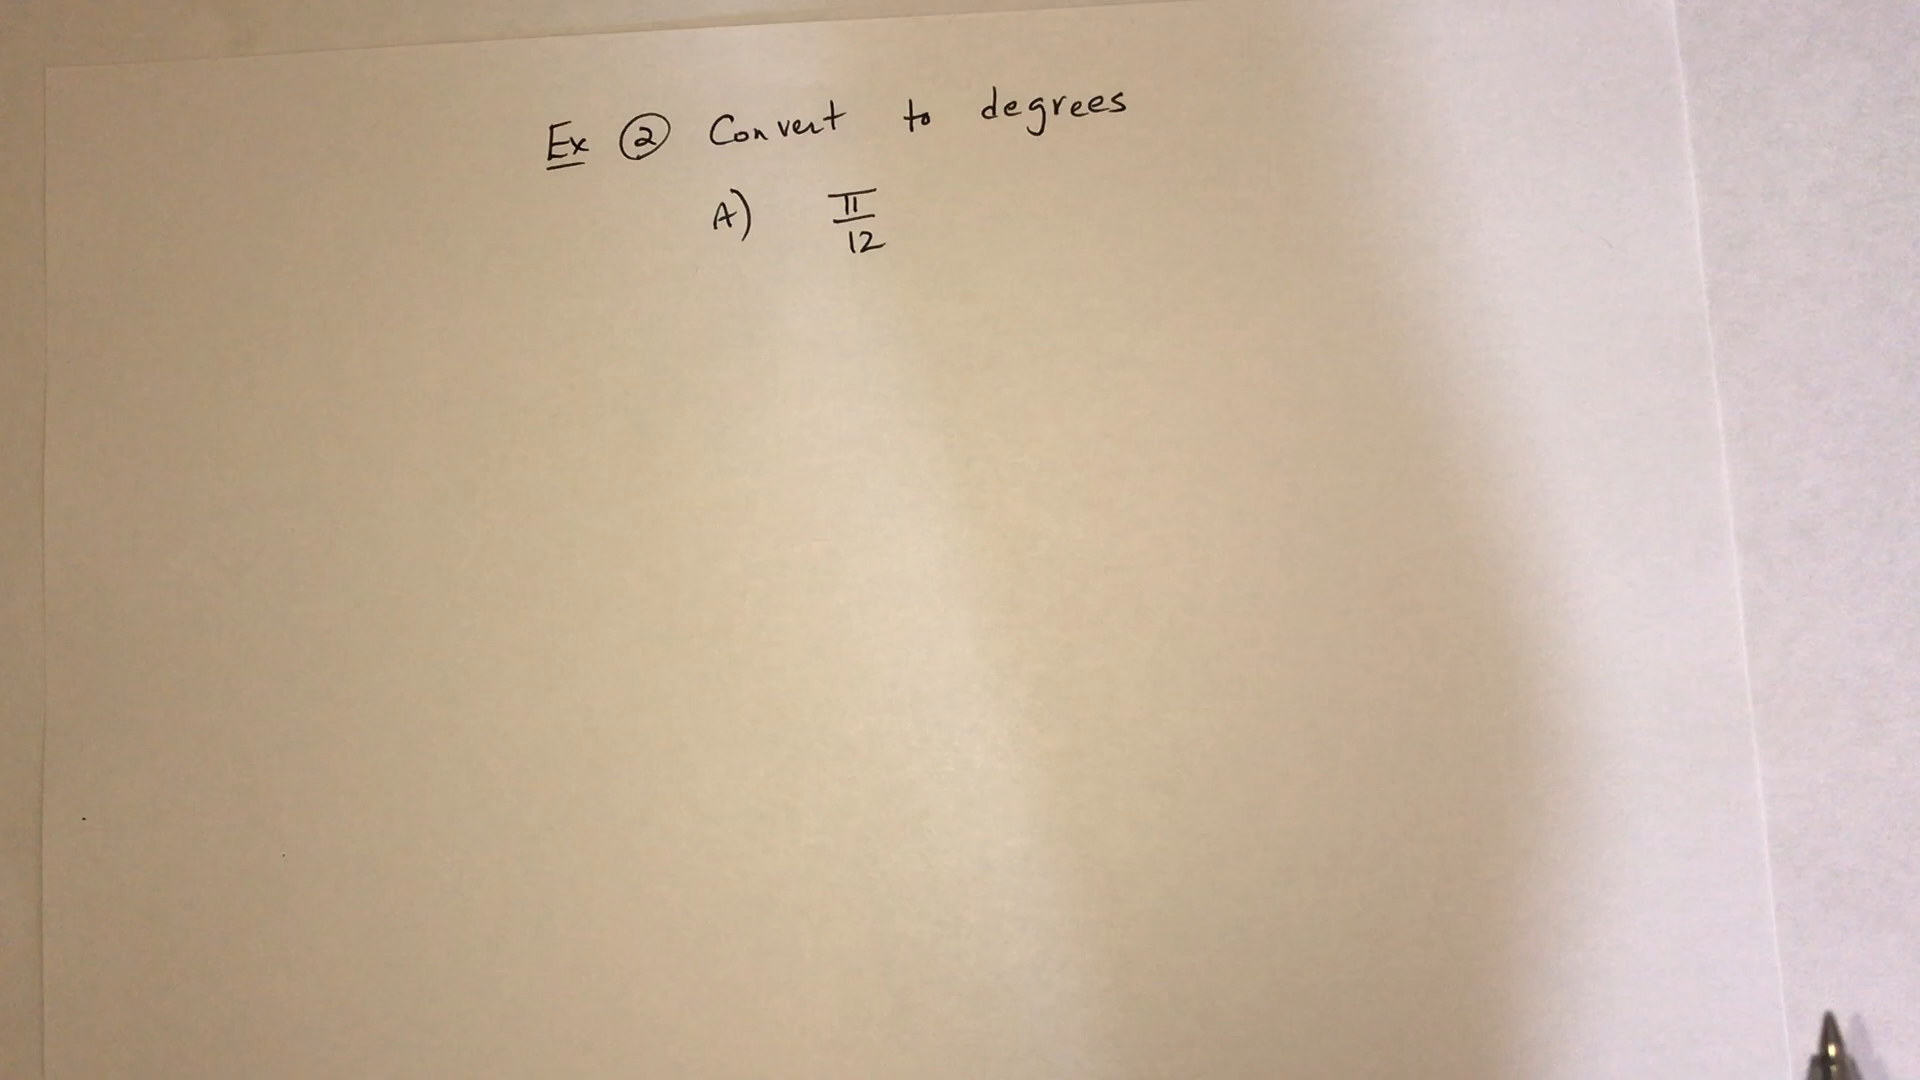 Ex ② Convert to degrees
A) π/12